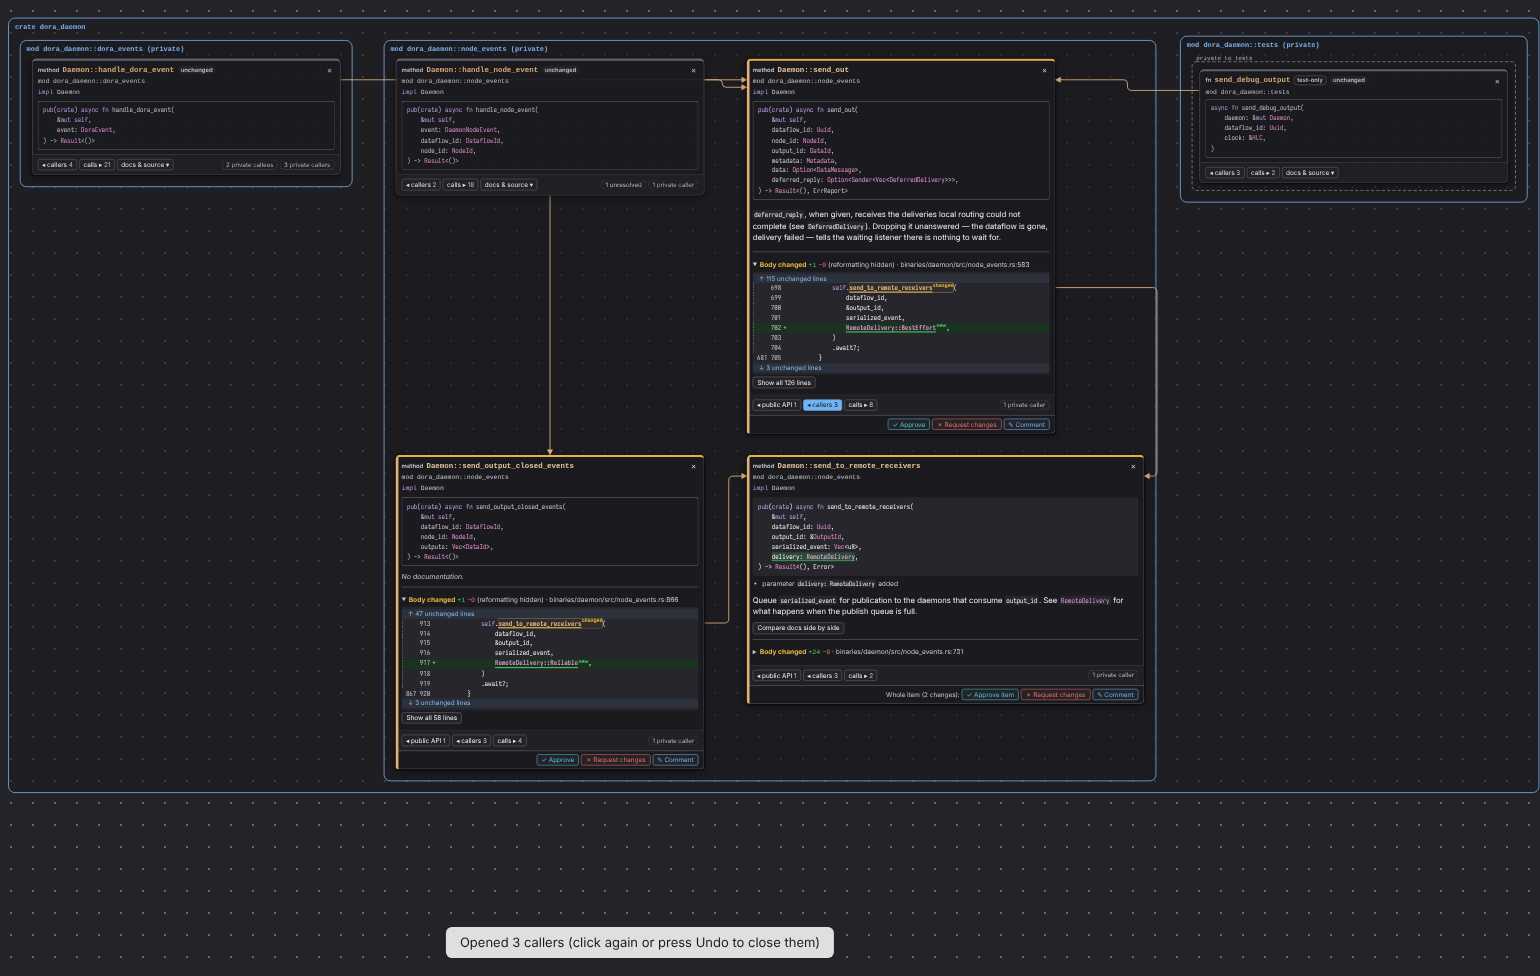 crate dora_daemon
mod dora_daemon::dora_events (private)
method Daemon::handle_dora_event unchanged ×
mod dora_daemon::dora_events
impl Daemon
pub(crate) async fn handle_dora_event(
&mut self,
event: DoraEvent,
) -> Result<()>
◂ callers 4 calls ▸ 21 docs & source ▾ 2 private callees 3 private callers
mod dora_daemon::node_events (private)
method Daemon::handle_node_event unchanged ×
mod dora_daemon::node_events
impl Daemon
pub(crate) async fn handle_node_event(
&mut self,
event: DaemonNodeEvent,
dataflow_id: DataflowId,
node_id: NodeId,
) -> Result<()>
◂ callers 2 calls ▸ 18 docs & source ▾ 1 unresolved 1 private caller
method Daemon::send_out ×
mod dora_daemon::node_events
impl Daemon
pub(crate) async fn send_out(
&mut self,
dataflow_id: Uuid,
node_id: NodeId,
output_id: DataId,
metadata: Metadata,
data: Option<DataMessage>,
deferred_reply: Option<Sender<Vec<DeferredDelivery>>>,
) -> Result<(), ErrReport>
deferred_reply, when given, receives the deliveries local routing could not
complete (see DeferredDelivery). Dropping it unanswered — the dataflow is gone,
delivery failed — tells the waiting listener there is nothing to wait for.
▾ Body changed +1 −0 (reformatting hidden) · binaries/daemon/src/node_events.rs:583
↑ 115 unchanged lines
698 self.send_to_remote_receivers changed (
699 dataflow_id,
700 &output_id,
701 serialized_event,
702 + RemoteDelivery::BestEffort new,
703 )
704 .await?;
681 705 }
↓ 3 unchanged lines
Show all 126 lines
◂ public API 1 ◂ callers 3 calls ▸ 8 1 private caller
✓ Approve × Request changes ✎ Comment
mod dora_daemon::tests (private)
private to tests
fn send_debug_output test-only unchanged ×
mod dora_daemon::tests
async fn send_debug_output(
daemon: &mut Daemon,
dataflow_id: Uuid,
clock: &HLC,
)
◂ callers 3 calls ▸ 2 docs & source ▾
method Daemon::send_output_closed_events ×
mod dora_daemon::node_events
impl Daemon
pub(crate) async fn send_output_closed_events(
&mut self,
dataflow_id: DataflowId,
node_id: NodeId,
outputs: Vec<DataId>,
) -> Result<()>
No documentation.
▾ Body changed +1 −0 (reformatting hidden) · binaries/daemon/src/node_events.rs:866
↑ 47 unchanged lines
913 self.send_to_remote_receivers changed (
914 dataflow_id,
915 &output_id,
916 serialized_event,
917 + RemoteDelivery::Reliable new,
918 )
919 .await?;
867 920 }
↓ 3 unchanged lines
Show all 58 lines
◂ public API 1 ◂ callers 3 calls ▸ 4 1 private caller
✓ Approve × Request changes ✎ Comment
method Daemon::send_to_remote_receivers ×
mod dora_daemon::node_events
impl Daemon
pub(crate) async fn send_to_remote_receivers(
&mut self,
dataflow_id: Uuid,
output_id: &OutputId,
serialized_event: Vec<u8>,
delivery: RemoteDelivery,
) -> Result<(), Error>
• parameter delivery: RemoteDelivery added
Queue serialized_event for publication to the daemons that consume output_id. See RemoteDelivery for
what happens when the publish queue is full.
Compare docs side by side
▸ Body changed +24 −0 · binaries/daemon/src/node_events.rs:731
◂ public API 1 ◂ callers 3 calls ▸ 2 1 private caller
Whole item (2 changes): ✓ Approve item × Request changes ✎ Comment
Opened 3 callers (click again or press Undo to close them)